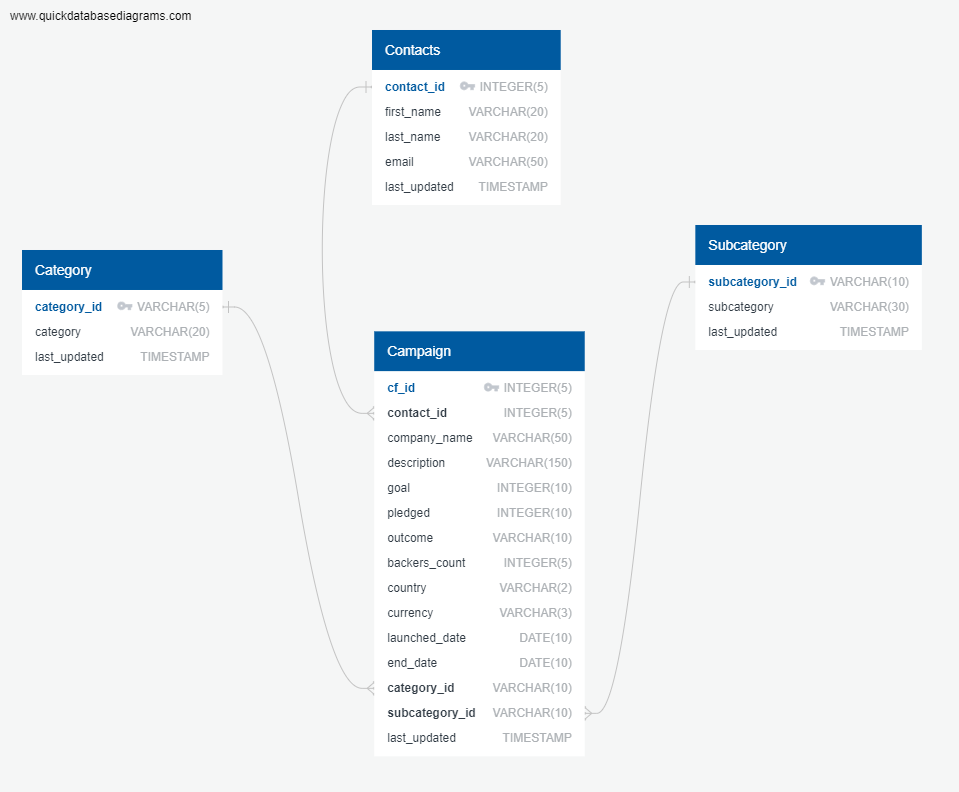 www.quickdatabasediagrams.com
Contacts
contact_id INTEGER(5)
first_name VARCHAR(20)
last_name VARCHAR(20)
email VARCHAR(50)
last_updated TIMESTAMP
Category
category_id VARCHAR(5)
category VARCHAR(20)
last_updated TIMESTAMP
Subcategory
subcategory_id VARCHAR(10)
subcategory VARCHAR(30)
last_updated TIMESTAMP
Campaign
cf_id INTEGER(5)
contact_id INTEGER(5)
company_name VARCHAR(50)
description VARCHAR(150)
goal INTEGER(10)
pledged INTEGER(10)
outcome VARCHAR(10)
backers_count INTEGER(5)
country VARCHAR(2)
currency VARCHAR(3)
launched_date DATE(10)
end_date DATE(10)
category_id VARCHAR(10)
subcategory_id VARCHAR(10)
last_updated TIMESTAMP